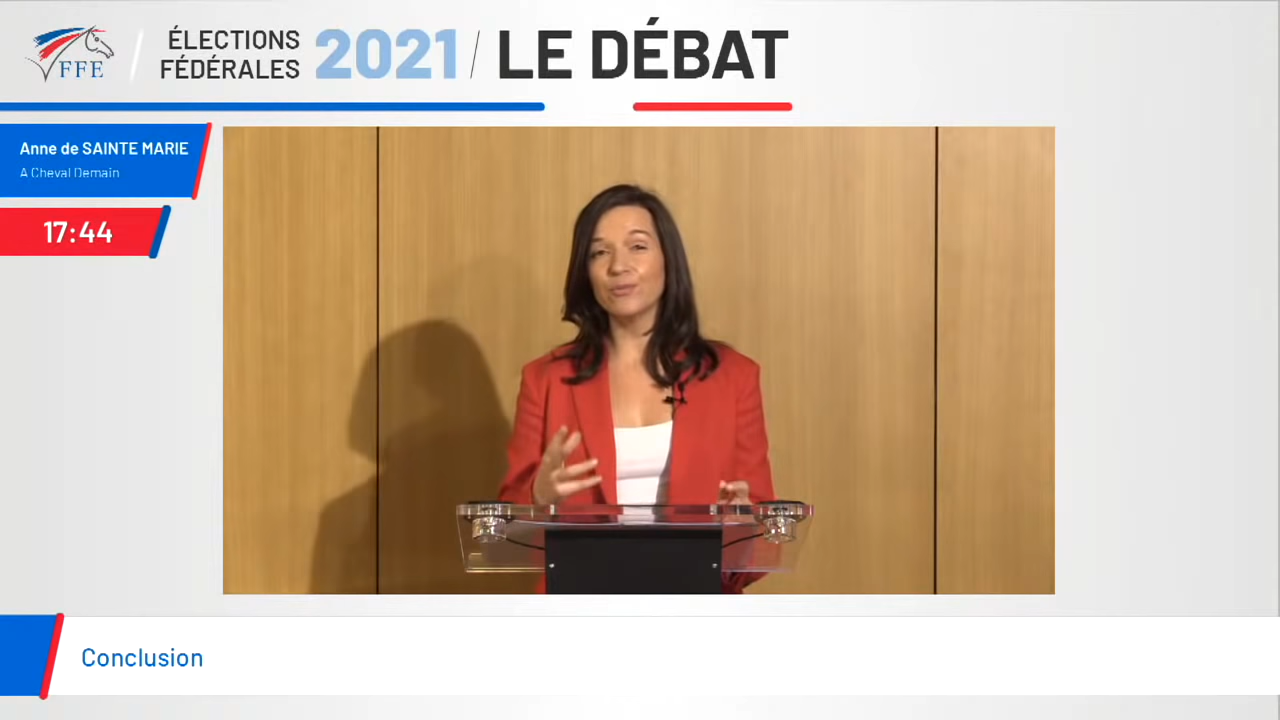 FFE
ÉLECTIONS
FÉDÉRALES
2021 / LE DÉBAT
Anne de SAINTE MARIE
A Cheval Demain
17:44
Conclusion